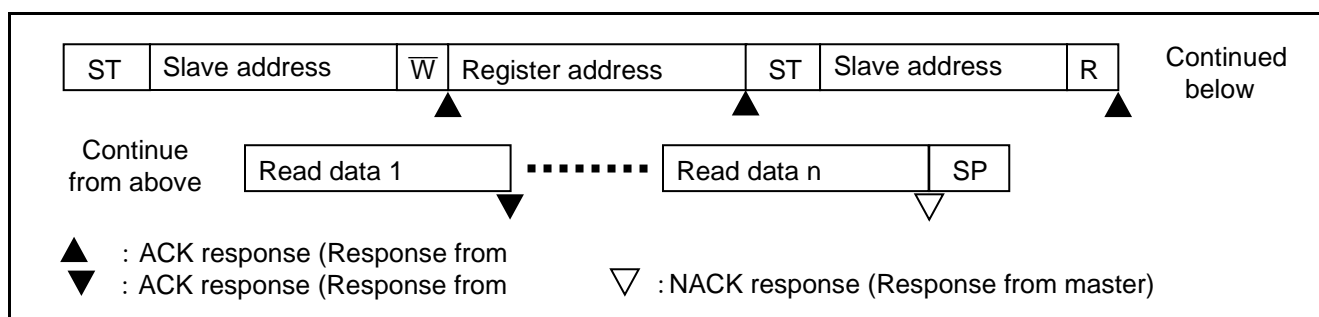 ST Slave address W̅ Register address ST Slave address R Continued
below
Continue
from above Read data 1 Read data n SP
▲ : ACK response (Response from
▼ : ACK response (Response from ▽ : NACK response (Response from master)